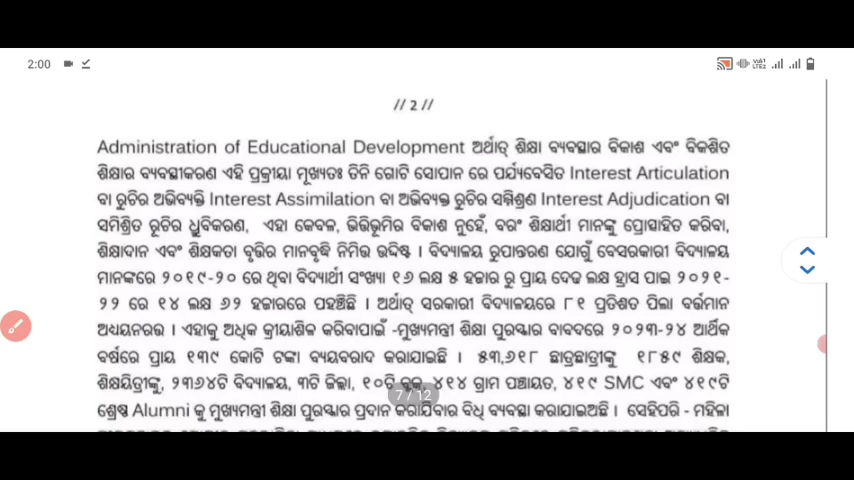 2:00
// 2 //
Administration of Educational Development ଅର୍ଥାତ୍ ଶିକ୍ଷା ବ୍ୟବସ୍ଥାର ବିକାଶ ଏବଂ ବିକଶିତ
ଶିକ୍ଷାର ବ୍ୟବସ୍ଥୀକରଣ ଏହି ପ୍ରକ୍ରୀୟା ମୂଖ୍ୟତଃ ତିନି ଗୋଟି ସୋପାନ ରେ ପର୍ଯ୍ୟବେସିତ Interest Articulation
ବା ରୁଚିର ଅଭିବ୍ୟକ୍ତି Interest Assimilation ବା ଅଭିବ୍ୟକ୍ତ ରୁଚିର ସମ୍ମିଶ୍ରଣ Interest Adjudication ବା
ସମିଶ୍ରିତ ରୂଚିର ଧ୍ରୁବିକରଣ, ଏହା କେବଳ, ଭିତ୍ତିଭୂମିର ବିକାଶ ନୁହେଁ, ବରଂ ଶିକ୍ଷାର୍ଥୀ ମାନଙ୍କୁ ପ୍ରୋତ୍ସାହିତ କରିବା,
ଶିକ୍ଷାଦାନ ଏବଂ ଶିକ୍ଷକତା ବୃତ୍ତିର ମାନବୃଦ୍ଧି ନିମିତ୍ତ ଉଦ୍ଦିଷ୍ଟ । ବିଦ୍ୟାଳୟ ରୁପାନ୍ତରଣ ଯୋଗୁଁ ବେସରକାରୀ ବିଦ୍ୟାଳୟ
ମାନଙ୍କରେ ୨୦୧୯-୨୦ ରେ ଥିବା ବିଦ୍ୟାର୍ଥୀ ସଂଖ୍ୟା ୧୬ ଲକ୍ଷ ୫ ହଜାର ରୁ ପ୍ରାୟ ଦେଢ ଲକ୍ଷ ହ୍ରାସ ପାଇ ୨୦୨୧-
୨୨ ରେ ୧୪ ଲକ୍ଷ ୬୨ ହଜାରରେ ପହଞ୍ଚିଛି । ଅର୍ଥାତ୍ ସରକାରୀ ବିଦ୍ୟାଳୟରେ ୮୧ ପ୍ରତିଶତ ପିଲା ବର୍ତ୍ତମାନ
ଅଧ୍ୟୟନରତ । ଏହାକୁ ଅଧିକ କ୍ରୀୟାଶିଳ କରିବାପାଇଁ -ମୁଖ୍ୟମନ୍ତ୍ରୀ ଶିକ୍ଷା ପୁରସ୍କାର ବାବଦରେ ୨୦୨୩-୨୪ ଆର୍ଥିକ
ବର୍ଷରେ ପ୍ରାୟ ୧୩୯ କୋଟି ଟଙ୍କା ବ୍ୟୟବରାଦ କରାଯାଇଛି । ୫୩,୬୧୮ ଛାତ୍ରଛାତ୍ରୀଙ୍କୁ ୧୮୫୯ ଶିକ୍ଷକ,
ଶିକ୍ଷୟିତ୍ରୀଙ୍କୁ, ୨୩୬୪ଟି ବିଦ୍ୟାଳୟ, ୩ଟି ଜିଲ୍ଲା, ୧୦ଟି ବ୍ଲକ୍, ୪୧୪ ଗ୍ରାମ ପଞ୍ଚାୟତ, ୪୧୯ SMC ଏବଂ ୪୧୯ଟି
7 / 12
ଶ୍ରେଷ୍ଠ Alumni କୁ ମୁଖ୍ୟମନ୍ତ୍ରୀ ଶିକ୍ଷା ପୁରସ୍କାର ପ୍ରଦାନ କରାଯିବାର ବିଧି ବ୍ୟବସ୍ଥା କରାଯାଇଅଛି । ସେହିପରି - ମହିଳା